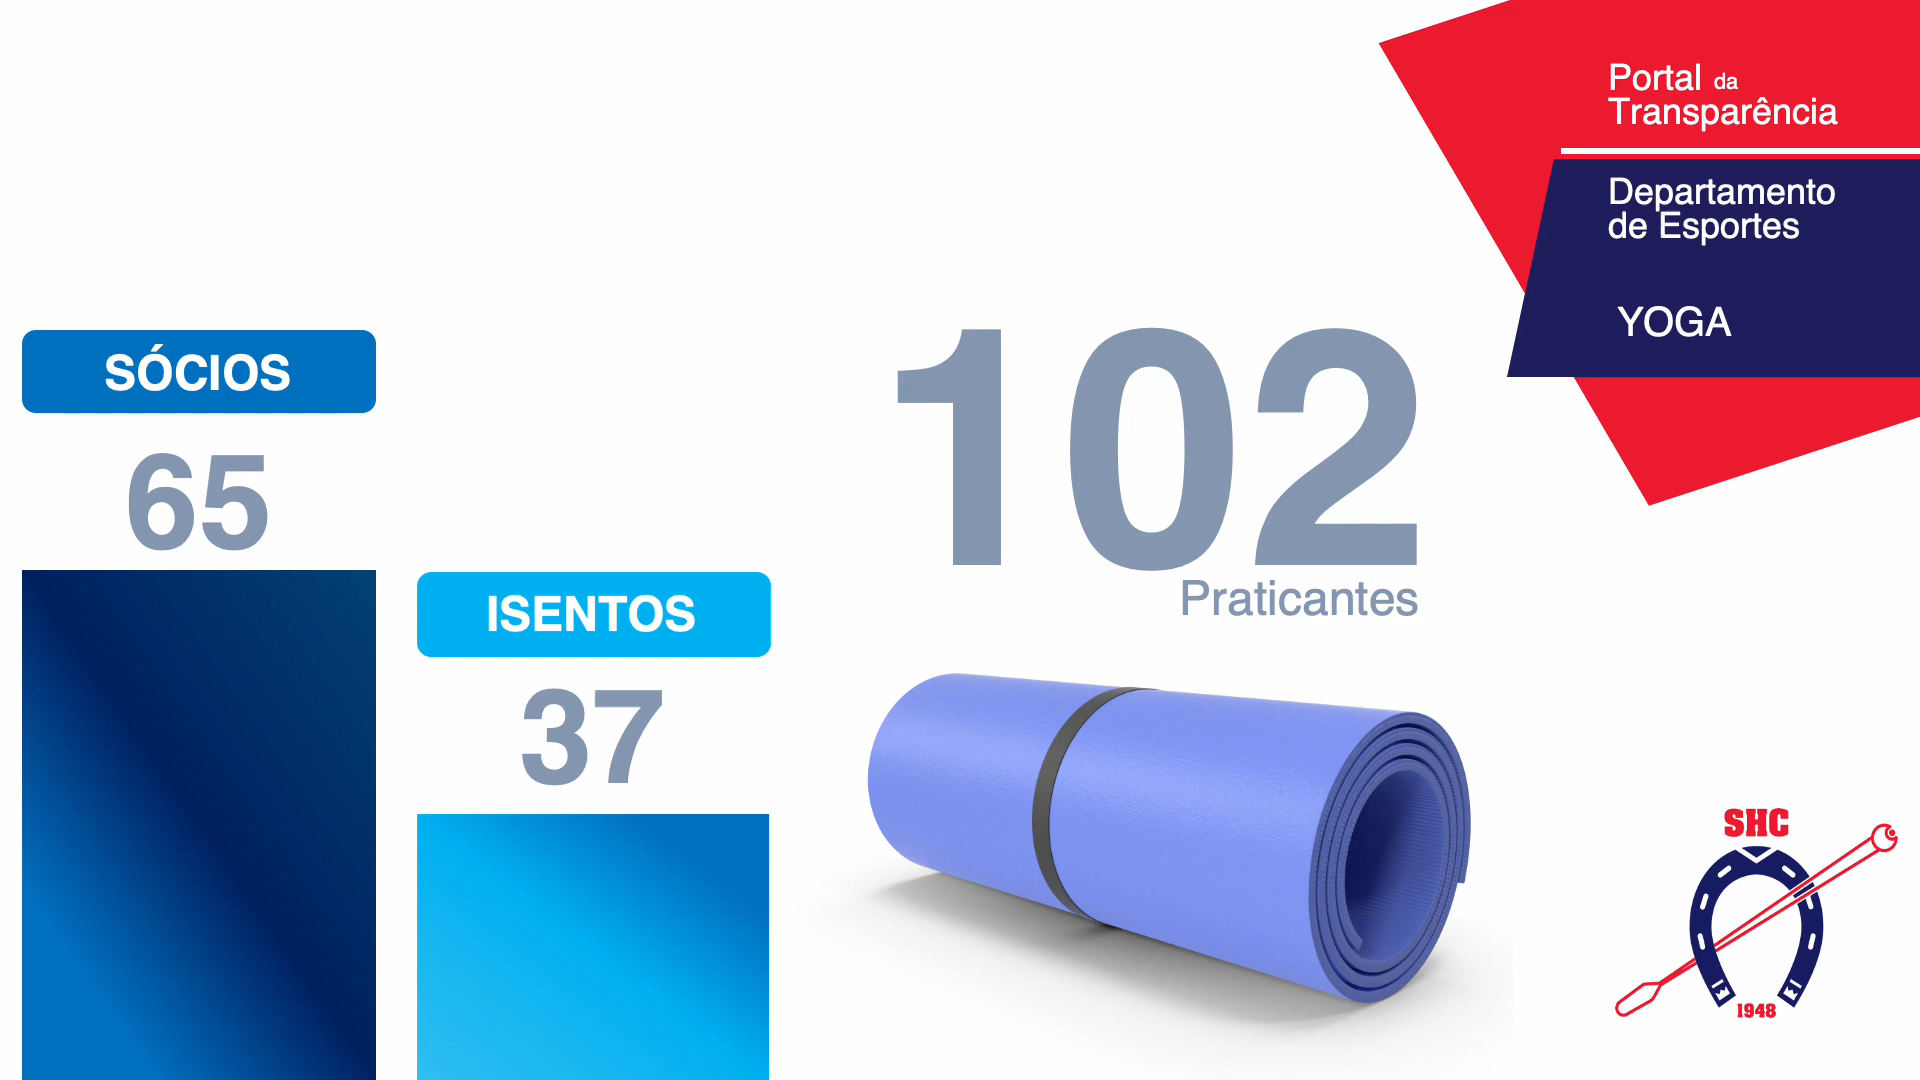 Portal da
Transparência
Departamento
de Esportes
YOGA
SÓCIOS
65
ISENTOS
37
102
Praticantes
SHC
1948